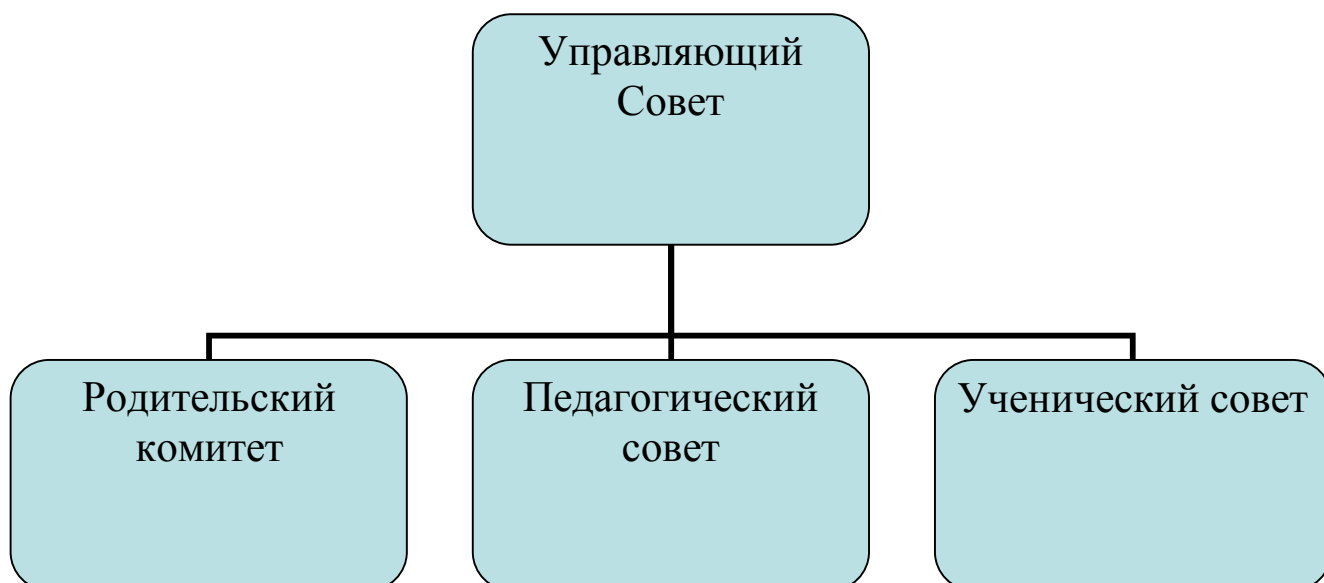 Управляющий
Совет
Родительский
комитет
Педагогический
совет
Ученический совет